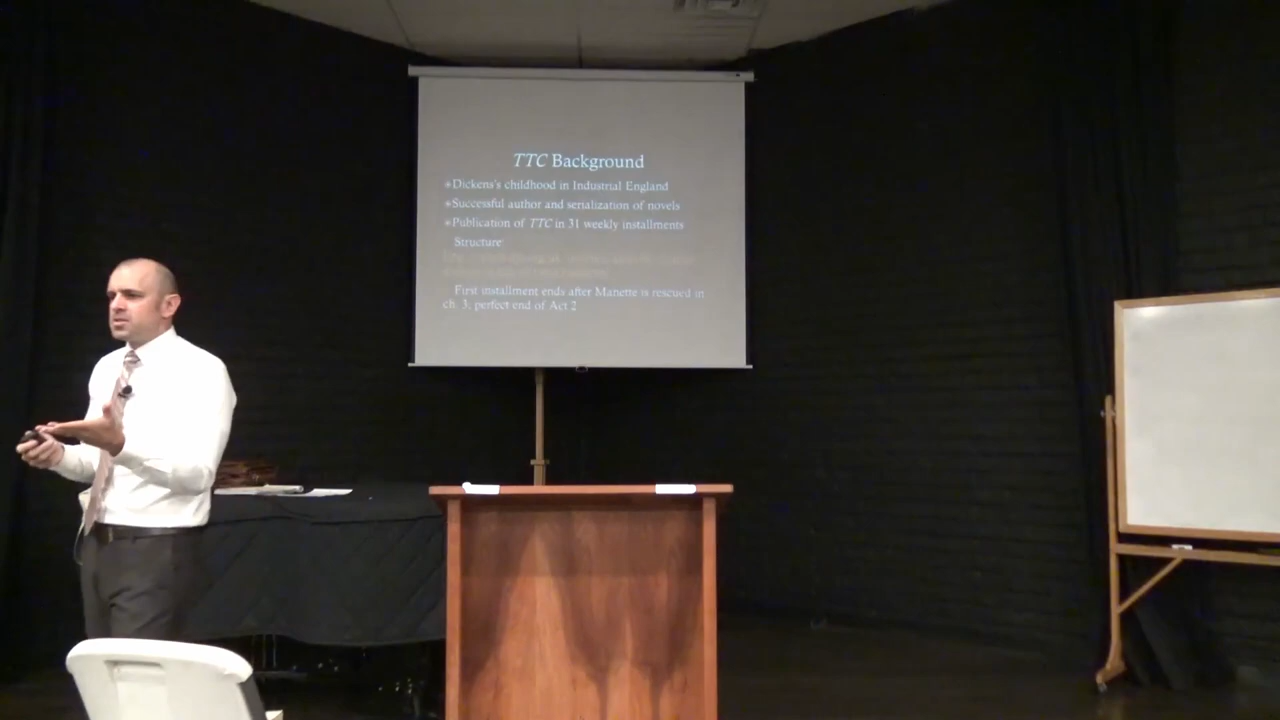 TTC Background
*Dickens's childhood in Industrial England
*Successful author and serialization of novels
*Publication of TTC in 31 weekly installments
Structure:
First installment ends after Manette is rescued in
ch. 3, perfect end of Act 2